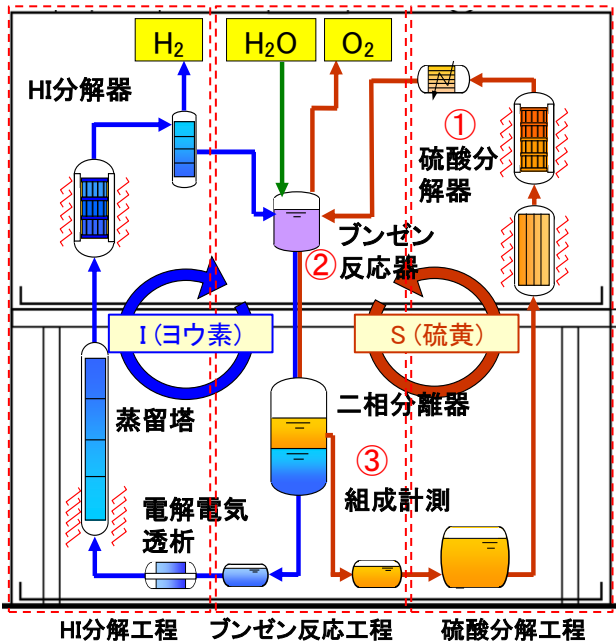 H₂
H₂O
O₂
HI分解器
①
硫酸分
解器
ブンゼン
②
反応器
I(ヨウ素)
S(硫黄)
二相分離器
蒸留塔
③
組成計測
電解電気
透析
HI分解工程
ブンゼン反応工程
硫酸分解工程